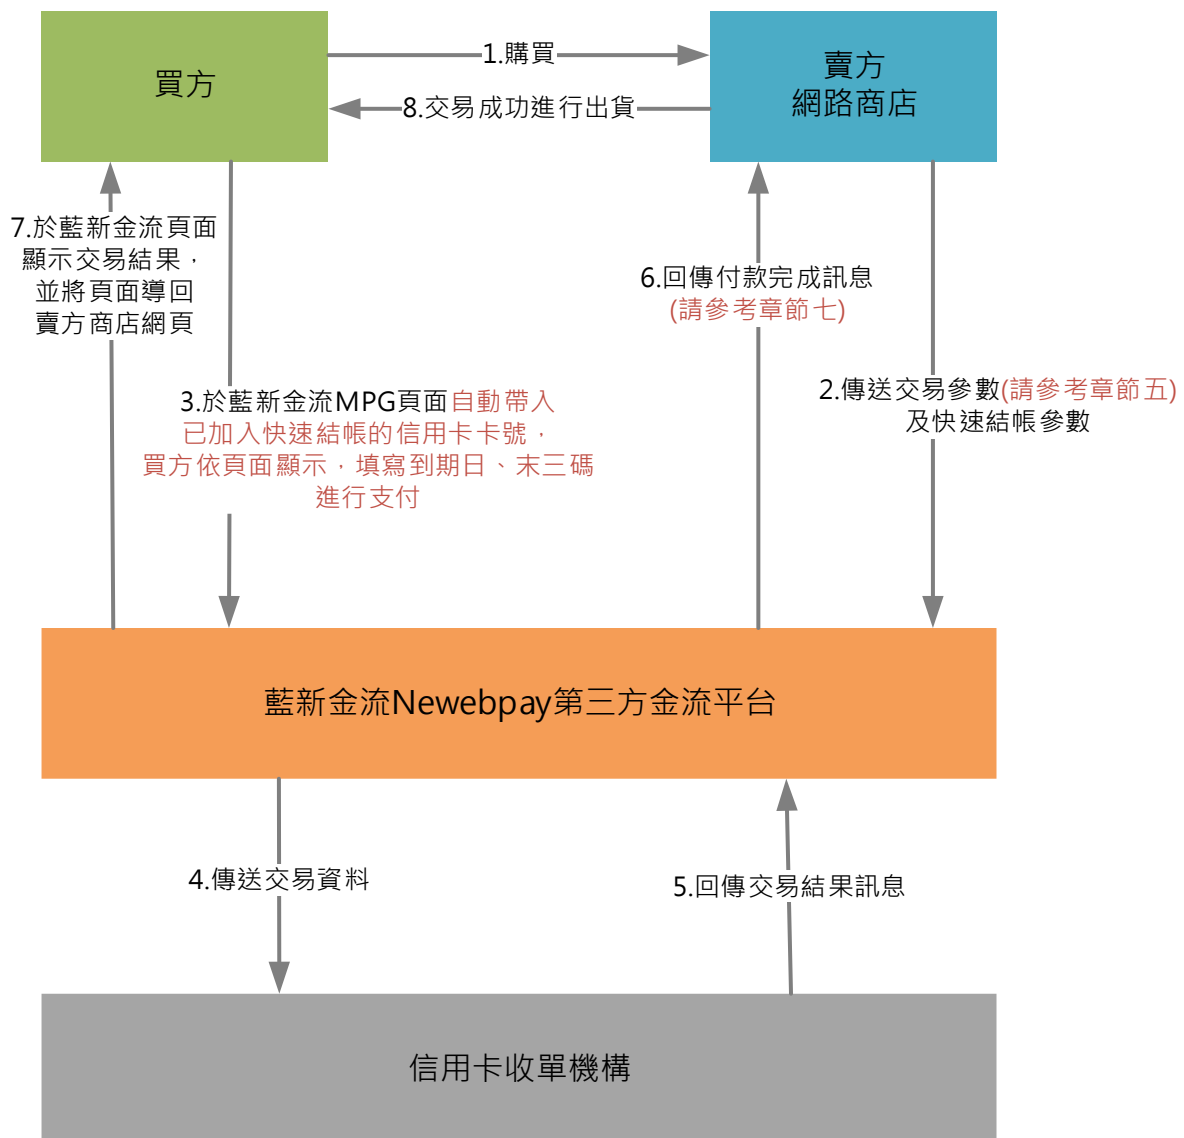 買方
1.購買
賣方
網路商店
8.交易成功進行出貨
7.於藍新金流頁面
顯示交易結果，
並將頁面導回
賣方商店網頁
6.回傳付款完成訊息
(請參考章節七)
2.傳送交易參數(請參考章節五)
及快速結帳參數
3.於藍新金流MPG頁面自動帶入
已加入快速結帳的信用卡卡號，
買方依頁面顯示，填寫到期日、末三碼
進行支付
藍新金流Newebpay第三方金流平台
4.傳送交易資料
5.回傳交易結果訊息
信用卡收單機構